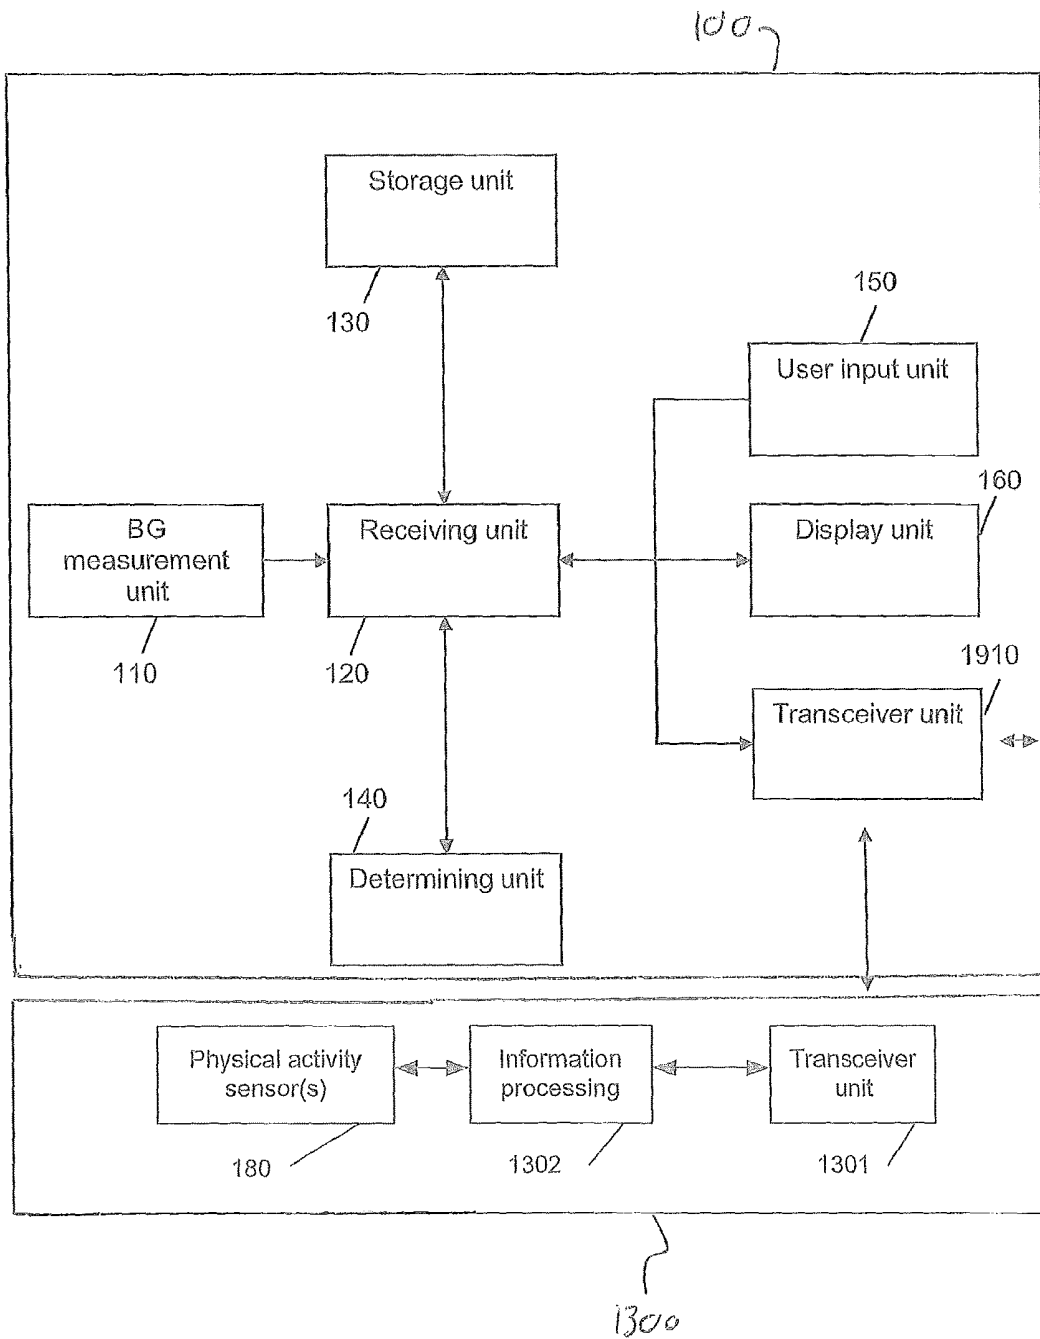 100
Storage unit
130
150
User input unit
160
BG
measurement
unit
Receiving unit
Display unit
110
120
1910
Transceiver unit
140
Determining unit
Physical activity
sensor(s)
Information
processing
Transceiver
unit
180
1302
1301
1300